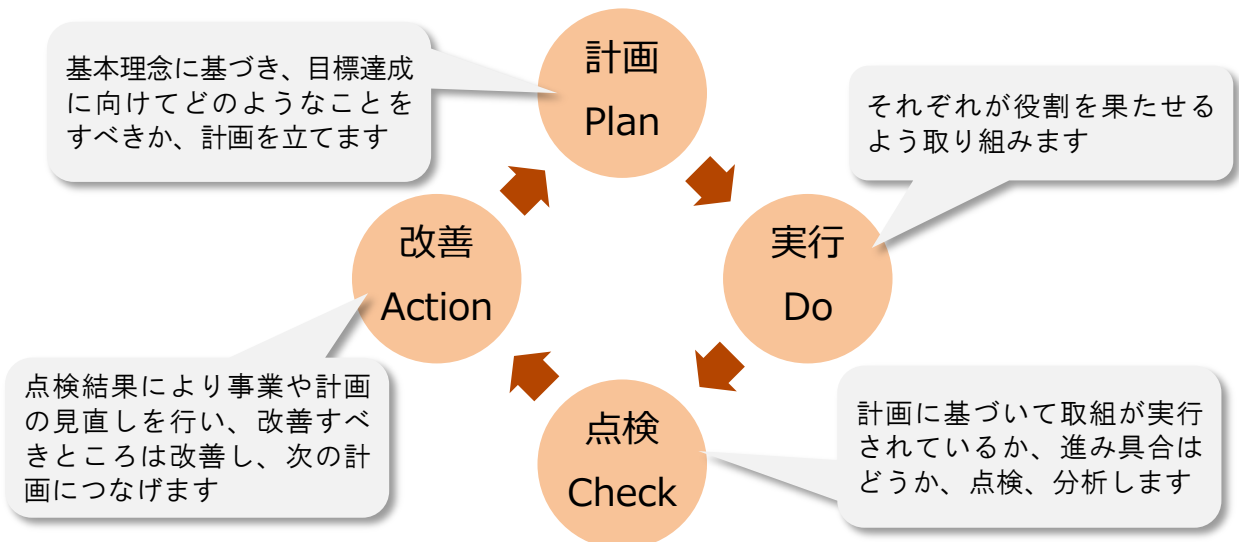 基本理念に基づき、目標達成
に向けてどのようなことを
すべきか、計画を立てます
計画
Plan
それぞれが役割を果たせる
よう取り組みます
改善
Action
実行
Do
点検結果により事業や計画
の見直しを行い、改善すべ
きところは改善し、次の計
画につなげます
点検
Check
計画に基づいて取組が実行
されているか、進み具合は
どうか、点検、分析します